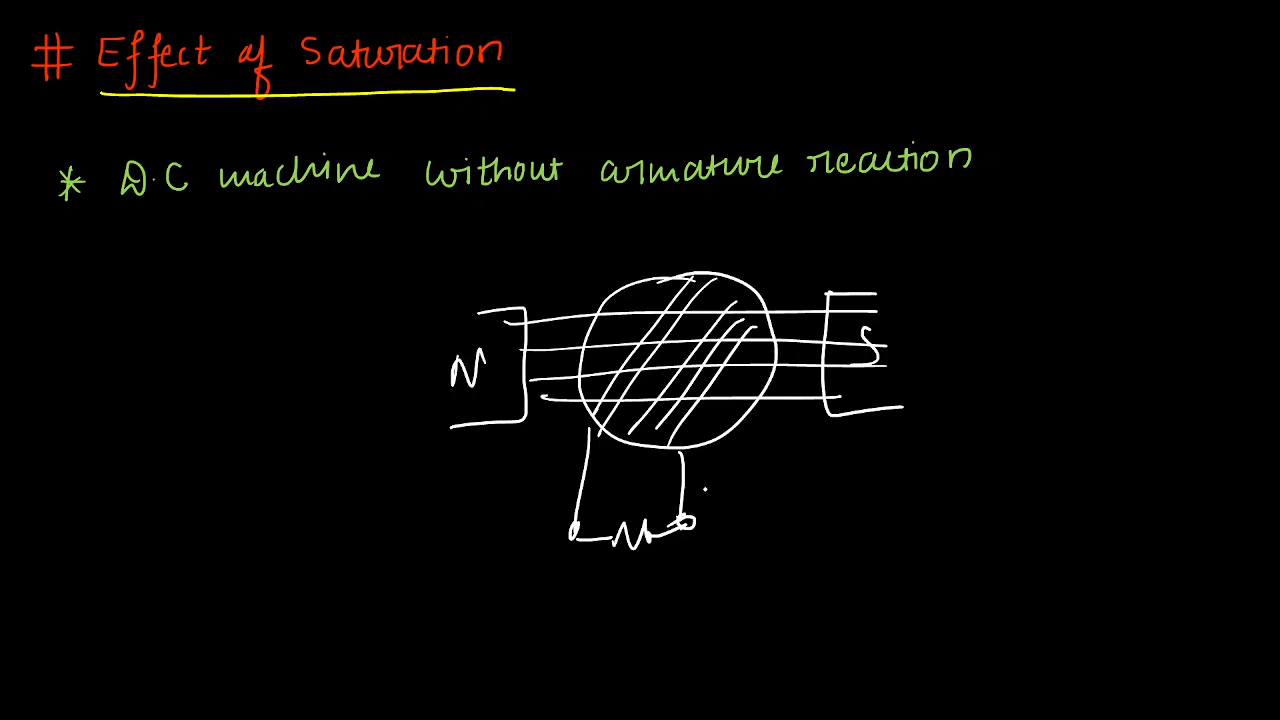 # Effect of Saturation
* D.C machine without armature reaction
N S